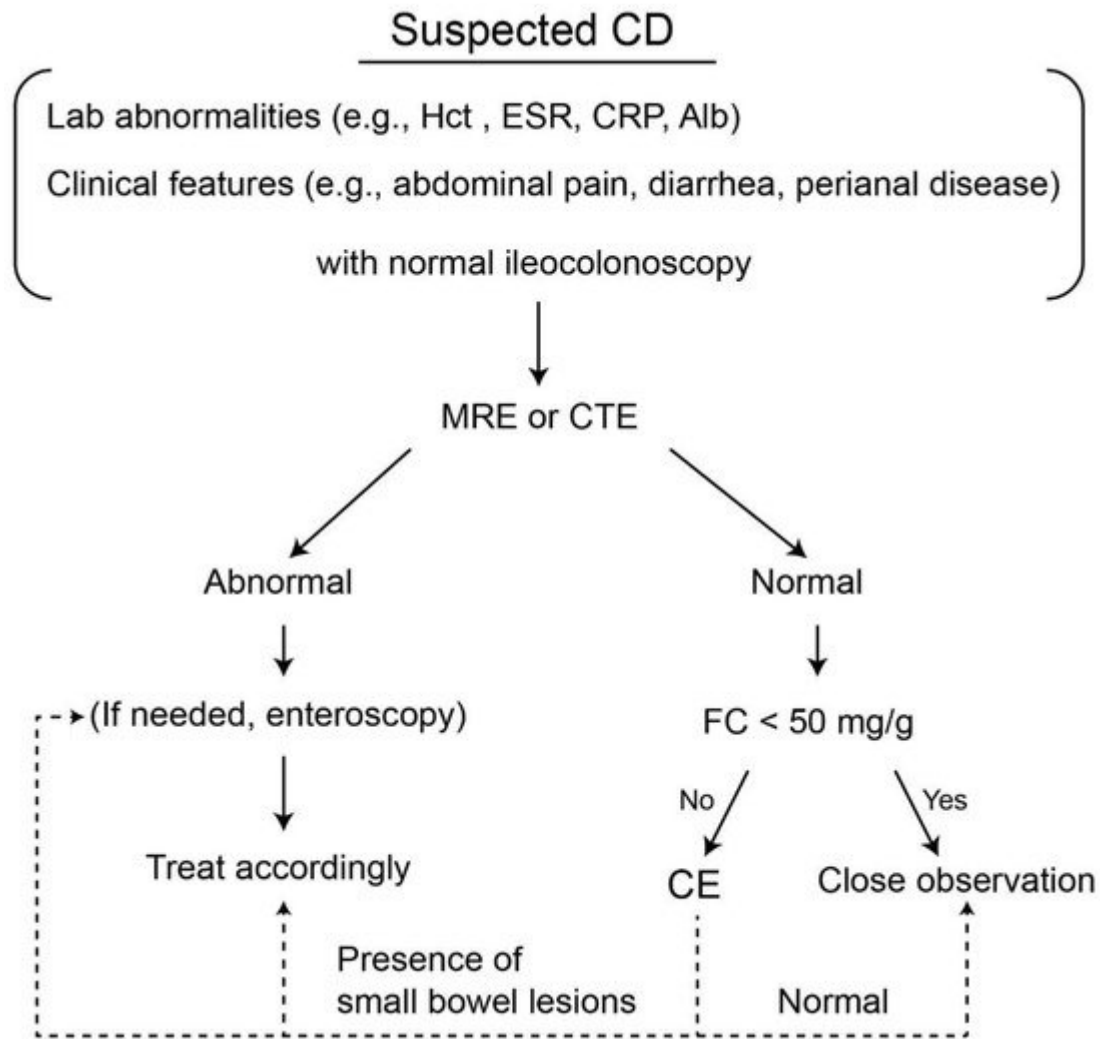 Suspected CD
Lab abnormalities (e.g., Hct , ESR, CRP, Alb)
Clinical features (e.g., abdominal pain, diarrhea, perianal disease)
with normal ileocolonoscopy
MRE or CTE
Abnormal
Normal
(If needed, enteroscopy)
FC < 50 mg/g
No
Yes
Treat accordingly
CE
Close observation
Presence of
small bowel lesions
Normal